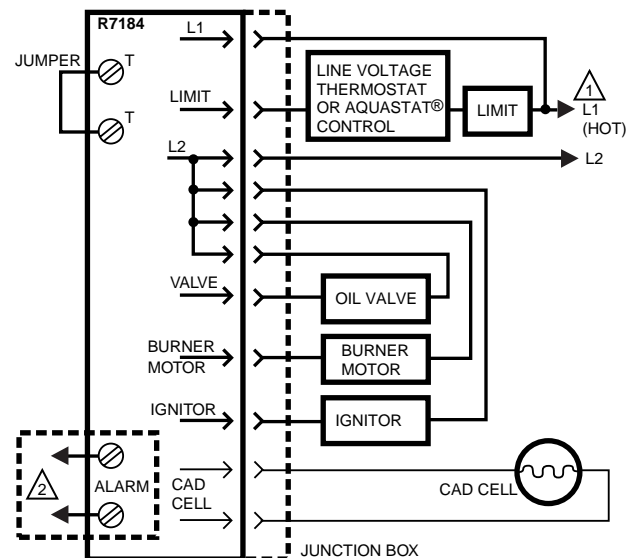 R7184
L1
JUMPER
T
T
LIMIT
LINE VOLTAGE
THERMOSTAT
OR AQUASTAT®
CONTROL
LIMIT
1
L1
(HOT)
L2
L2
VALVE
OIL VALVE
BURNER
MOTOR
BURNER
MOTOR
IGNITOR
IGNITOR
2
ALARM
CAD
CELL
CAD CELL
JUNCTION BOX